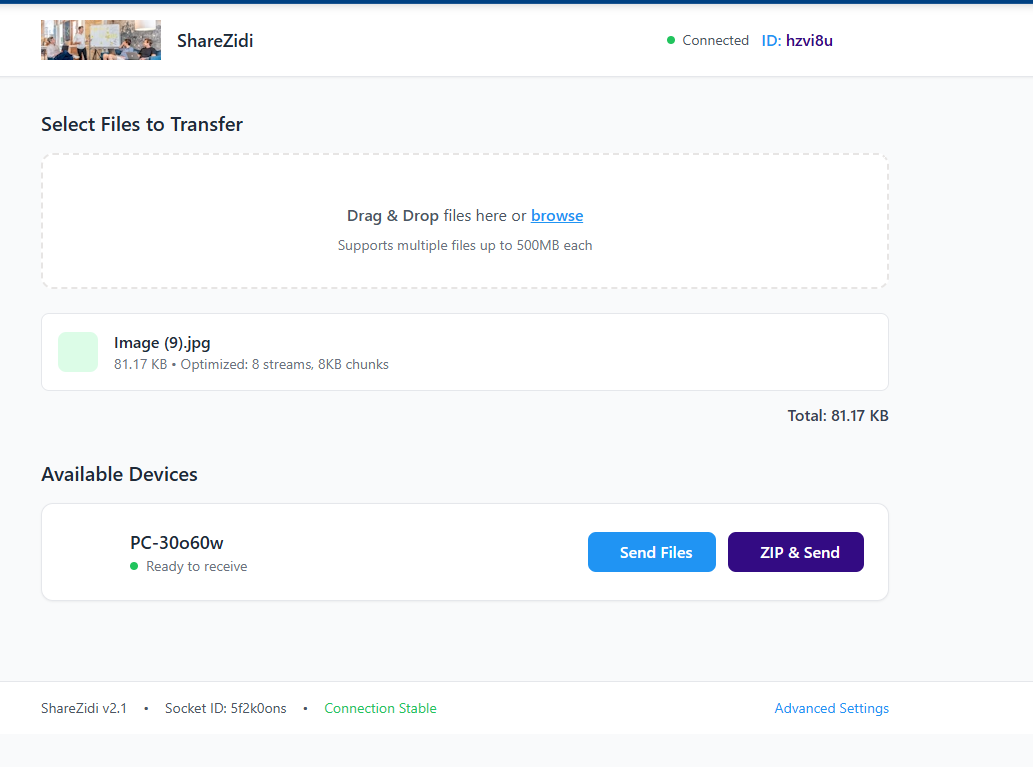 ShareZidi
Connected ID: hzvi8u
Select Files to Transfer
Drag & Drop files here or browse
Supports multiple files up to 500MB each
Image (9).jpg
81.17 KB • Optimized: 8 streams, 8KB chunks
Total: 81.17 KB
Available Devices
PC-30o60w
Ready to receive
Send Files
ZIP & Send
ShareZidi v2.1 • Socket ID: 5f2k0ons • Connection Stable
Advanced Settings